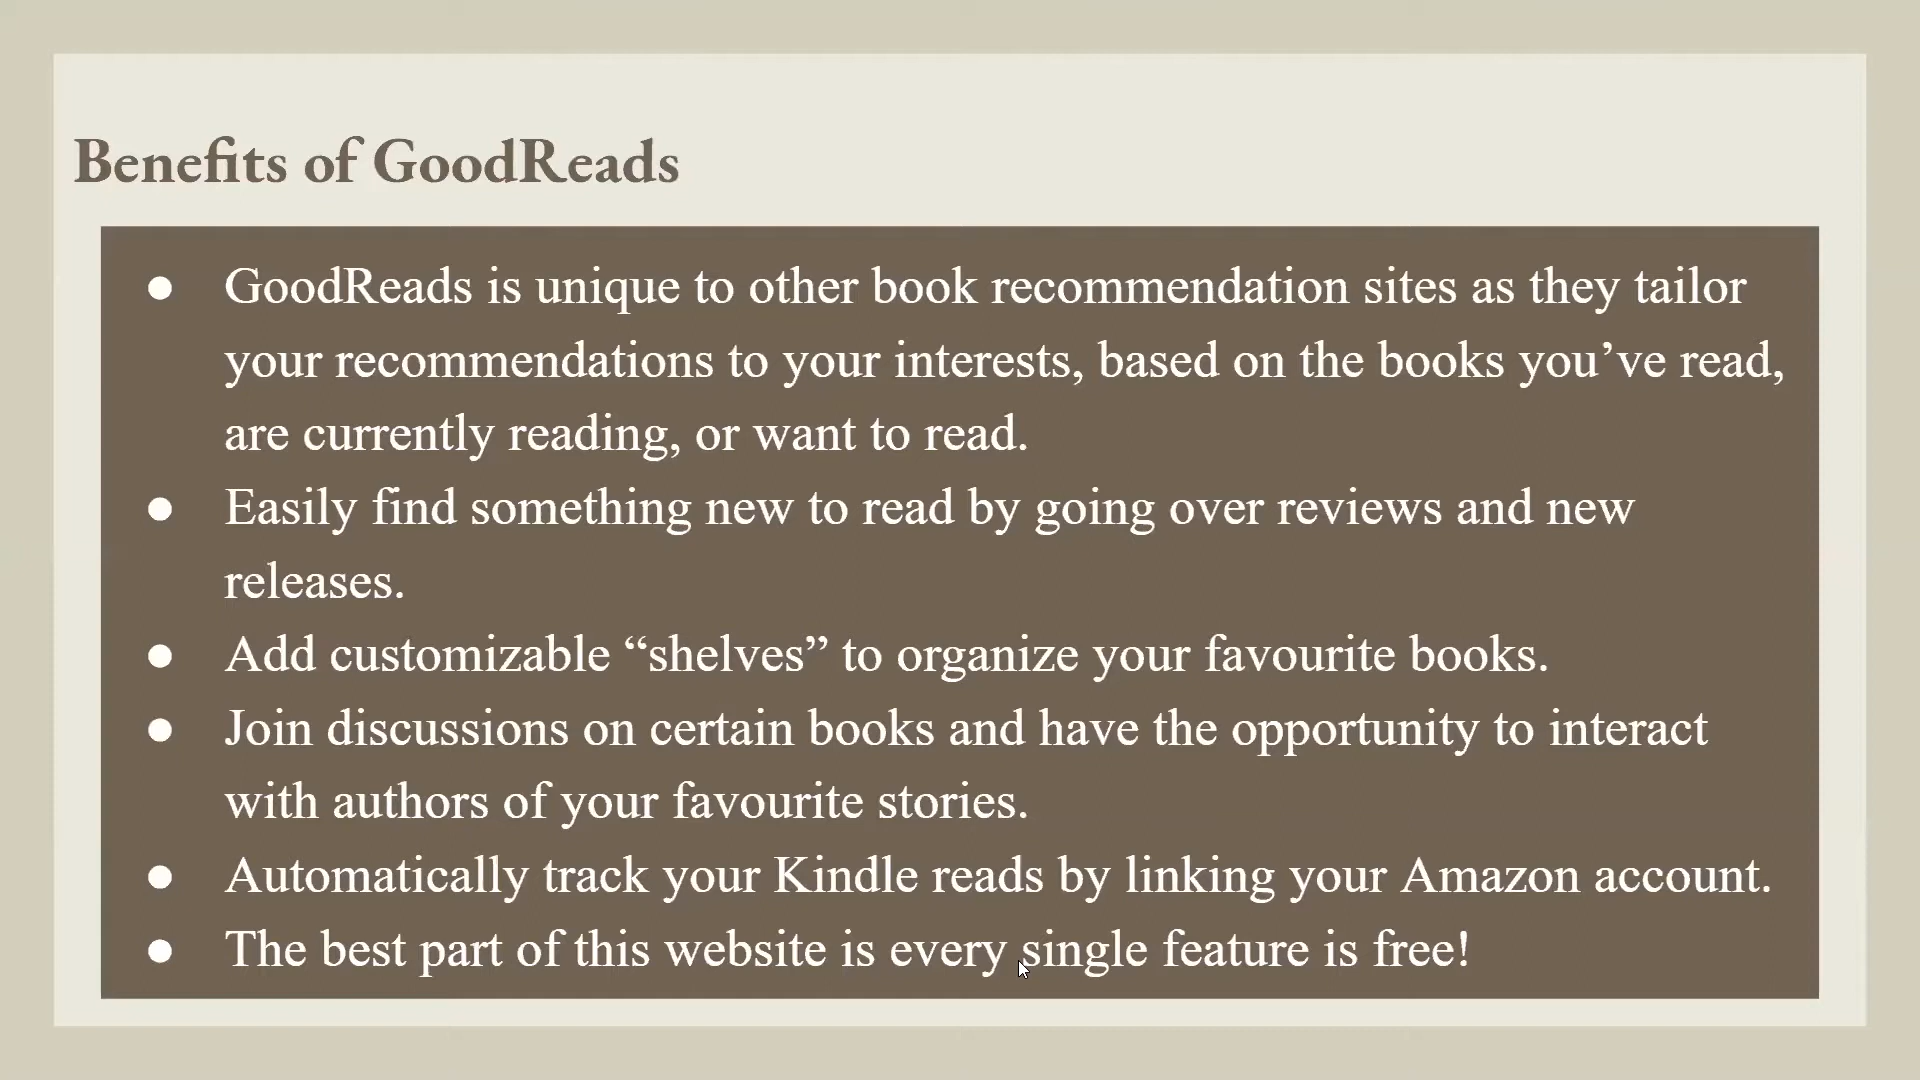 Benefits of GoodReads
● GoodReads is unique to other book recommendation sites as they tailor
your recommendations to your interests, based on the books you’ve read,
are currently reading, or want to read.
● Easily find something new to read by going over reviews and new
releases.
● Add customizable “shelves” to organize your favourite books.
● Join discussions on certain books and have the opportunity to interact
with authors of your favourite stories.
● Automatically track your Kindle reads by linking your Amazon account.
● The best part of this website is every single feature is free!